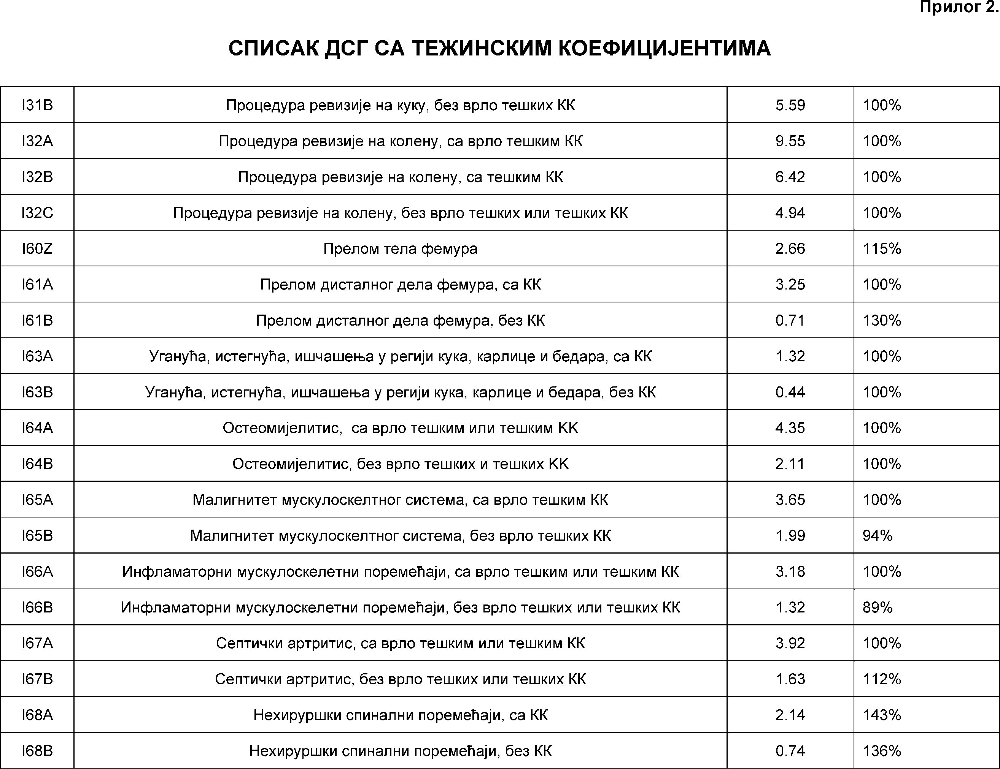 Прилог 2.
СПИСАК ДСГ СА ТЕЖИНСКИМ КОЕФИЦИЈЕНТИМА
I31B Процедура ревизије на куку, без врло тешких КК 5.59 100%
I32A Процедура ревизије на колену, са врло тешким КК 9.55 100%
I32B Процедура ревизије на колену, са тешким КК 6.42 100%
I32C Процедура ревизије на колену, без врло тешких или тешких КК 4.94 100%
I60Z Прелом тела фемура 2.66 115%
I61A Прелом дисталног дела фемура, са КК 3.25 100%
I61B Прелом дисталног дела фемура, без КК 0.71 130%
I63A Уганућа, истегнућа, ишчашења у регији кука, карлице и бедара, са КК 1.32 100%
I63B Уганућа, истегнућа, ишчашења у регији кука, карлице и бедара, без КК 0.44 100%
I64A Остеомијелитис,  са врло тешким или тешким КК 4.35 100%
I64B Остеомијелитис, без врло тешких и тешких КК 2.11 100%
I65A Малигнитет мускулоскелтног система, са врло тешким КК 3.65 100%
I65B Малигнитет мускулоскелтног система, без врло тешких КК 1.99 94%
I66A Инфламаторни мускулоскелетни поремећаји, са врло тешким или тешким КК 3.18 100%
I66B Инфламаторни мускулоскелетни поремећаји, без врло тешких или тешких КК 1.32 89%
I67A Септички артритис, са врло тешким или тешким КК 3.92 100%
I67B Септички артритис, без врло тешких или тешких КК 1.63 112%
I68A Нехируршки спинални поремећаји, са КК 2.14 143%
I68B Нехируршки спинални поремећаји, без КК 0.74 136%